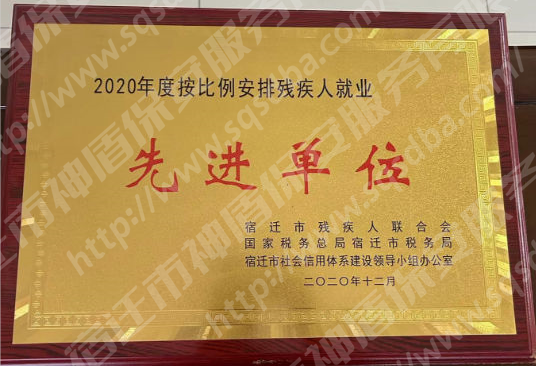 2020年度按比例安排残疾人就业
先进单位
宿迁市残疾人联合会
国家税务总局宿迁市税务局
宿迁市社会信用体系建设领导小组办公室
二〇二〇年十二月